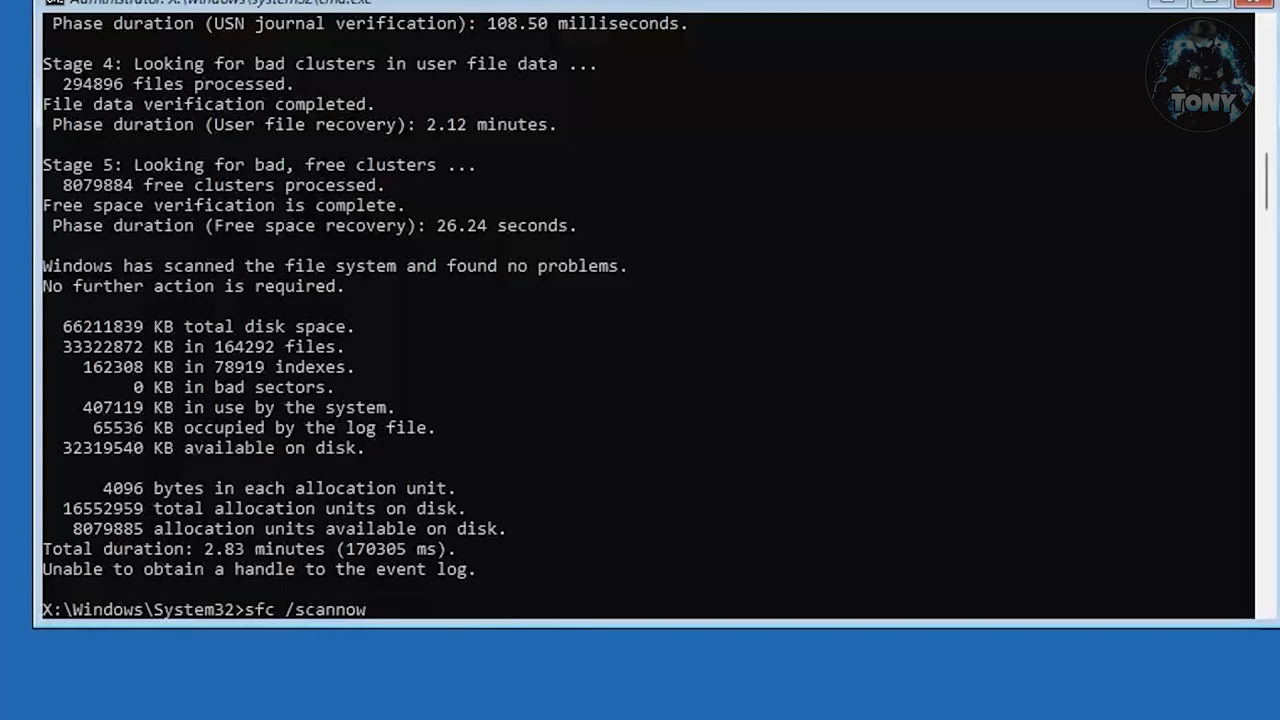 Administrator: X:\windows\system32\cmd.exe
Phase duration (USN journal verification): 108.50 milliseconds.
Stage 4: Looking for bad clusters in user file data ...
294896 files processed.
File data verification completed.
Phase duration (User file recovery): 2.12 minutes.
Stage 5: Looking for bad, free clusters ...
8079884 free clusters processed.
Free space verification is complete.
Phase duration (Free space recovery): 26.24 seconds.
Windows has scanned the file system and found no problems.
No further action is required.
66211839 KB total disk space.
33322872 KB in 164292 files.
162308 KB in 78919 indexes.
0 KB in bad sectors.
407119 KB in use by the system.
65536 KB occupied by the log file.
32319540 KB available on disk.
4096 bytes in each allocation unit.
16552959 total allocation units on disk.
8079885 allocation units available on disk.
Total duration: 2.83 minutes (170305 ms).
Unable to obtain a handle to the event log.
X:\Windows\System32>sfc /scannow
TONY